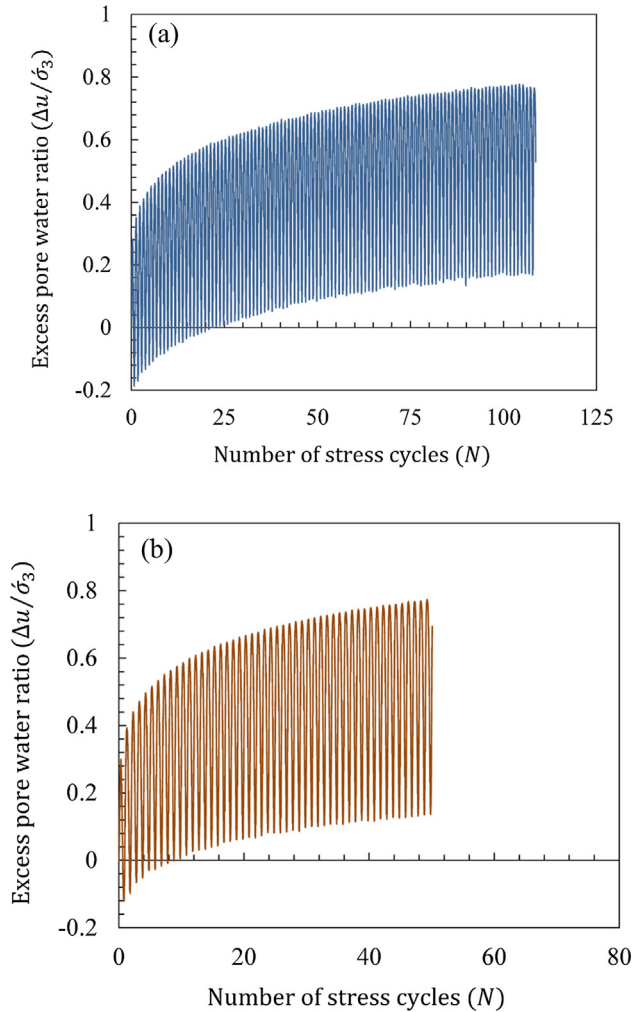 (a)
1
0.8
0.6
0.4
0.2
0
-0.2
Excess pore water ratio (Δu/σ́₃)
0 25 50 75 100 125
Number of stress cycles (N)
(b)
1
0.8
0.6
0.4
0.2
0
-0.2
Excess pore water ratio (Δu/σ́₃)
0 20 40 60 80
Number of stress cycles (N)